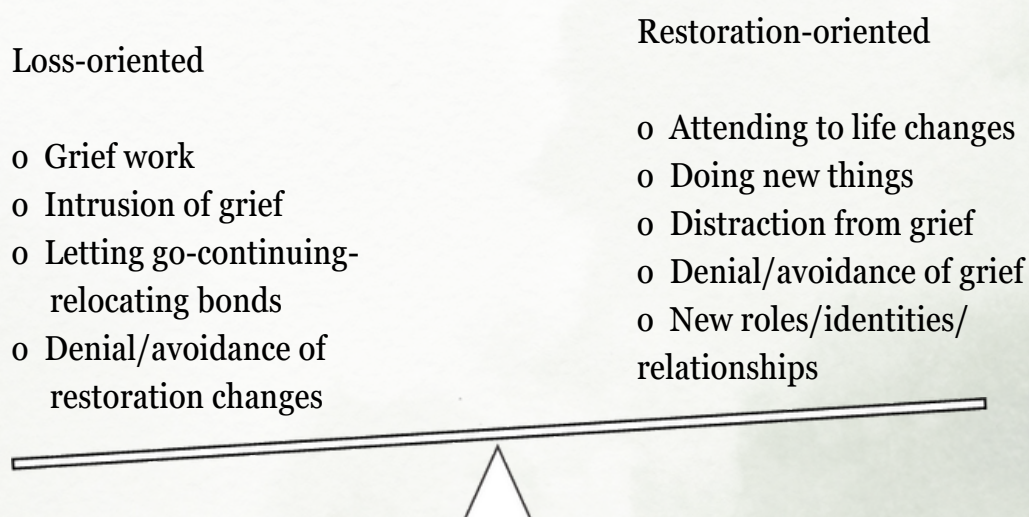 Loss-oriented
o Grief work
o Intrusion of grief
o Letting go-continuing-
relocating bonds
o Denial/avoidance of
restoration changes
Restoration-oriented
o Attending to life changes
o Doing new things
o Distraction from grief
o Denial/avoidance of grief
o New roles/identities/
relationships